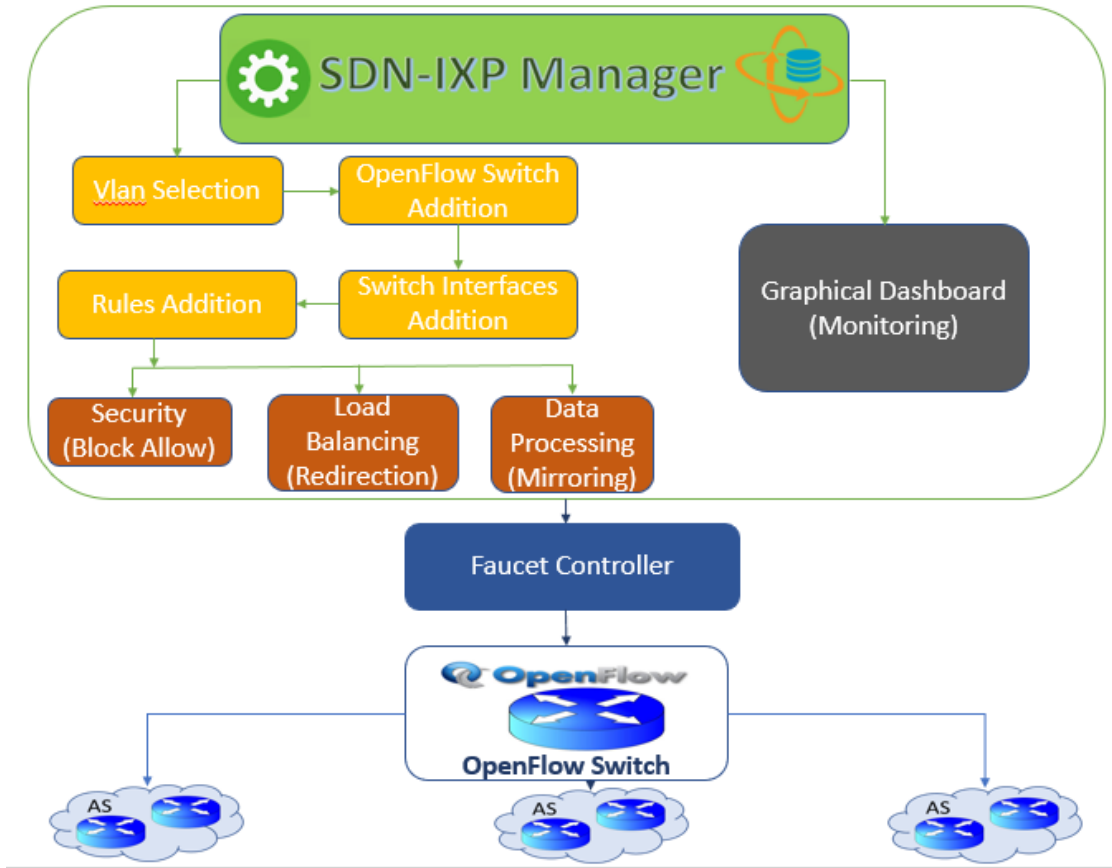 SDN-IXP Manager
Vlan Selection
OpenFlow Switch
Addition
Rules Addition
Switch Interfaces
Addition
Graphical Dashboard
(Monitoring)
Security
(Block Allow)
Load
Balancing
(Redirection)
Data
Processing
(Mirroring)
Faucet Controller
OpenFlow
OpenFlow Switch
AS
AS
AS